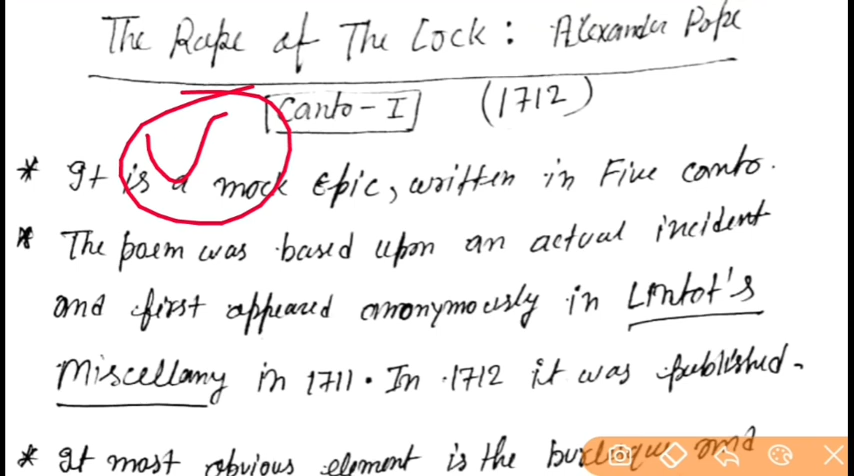 The Rape of The Lock: Alexander Pope
Canto-I (1712)
* It is a mock Epic, written in Five canto.
* The poem was based upon an actual incident
and first appeared anonymously in Lintot's
Miscellany in 1711. In 1712 it was published.
* It most obvious element is the burlesque and